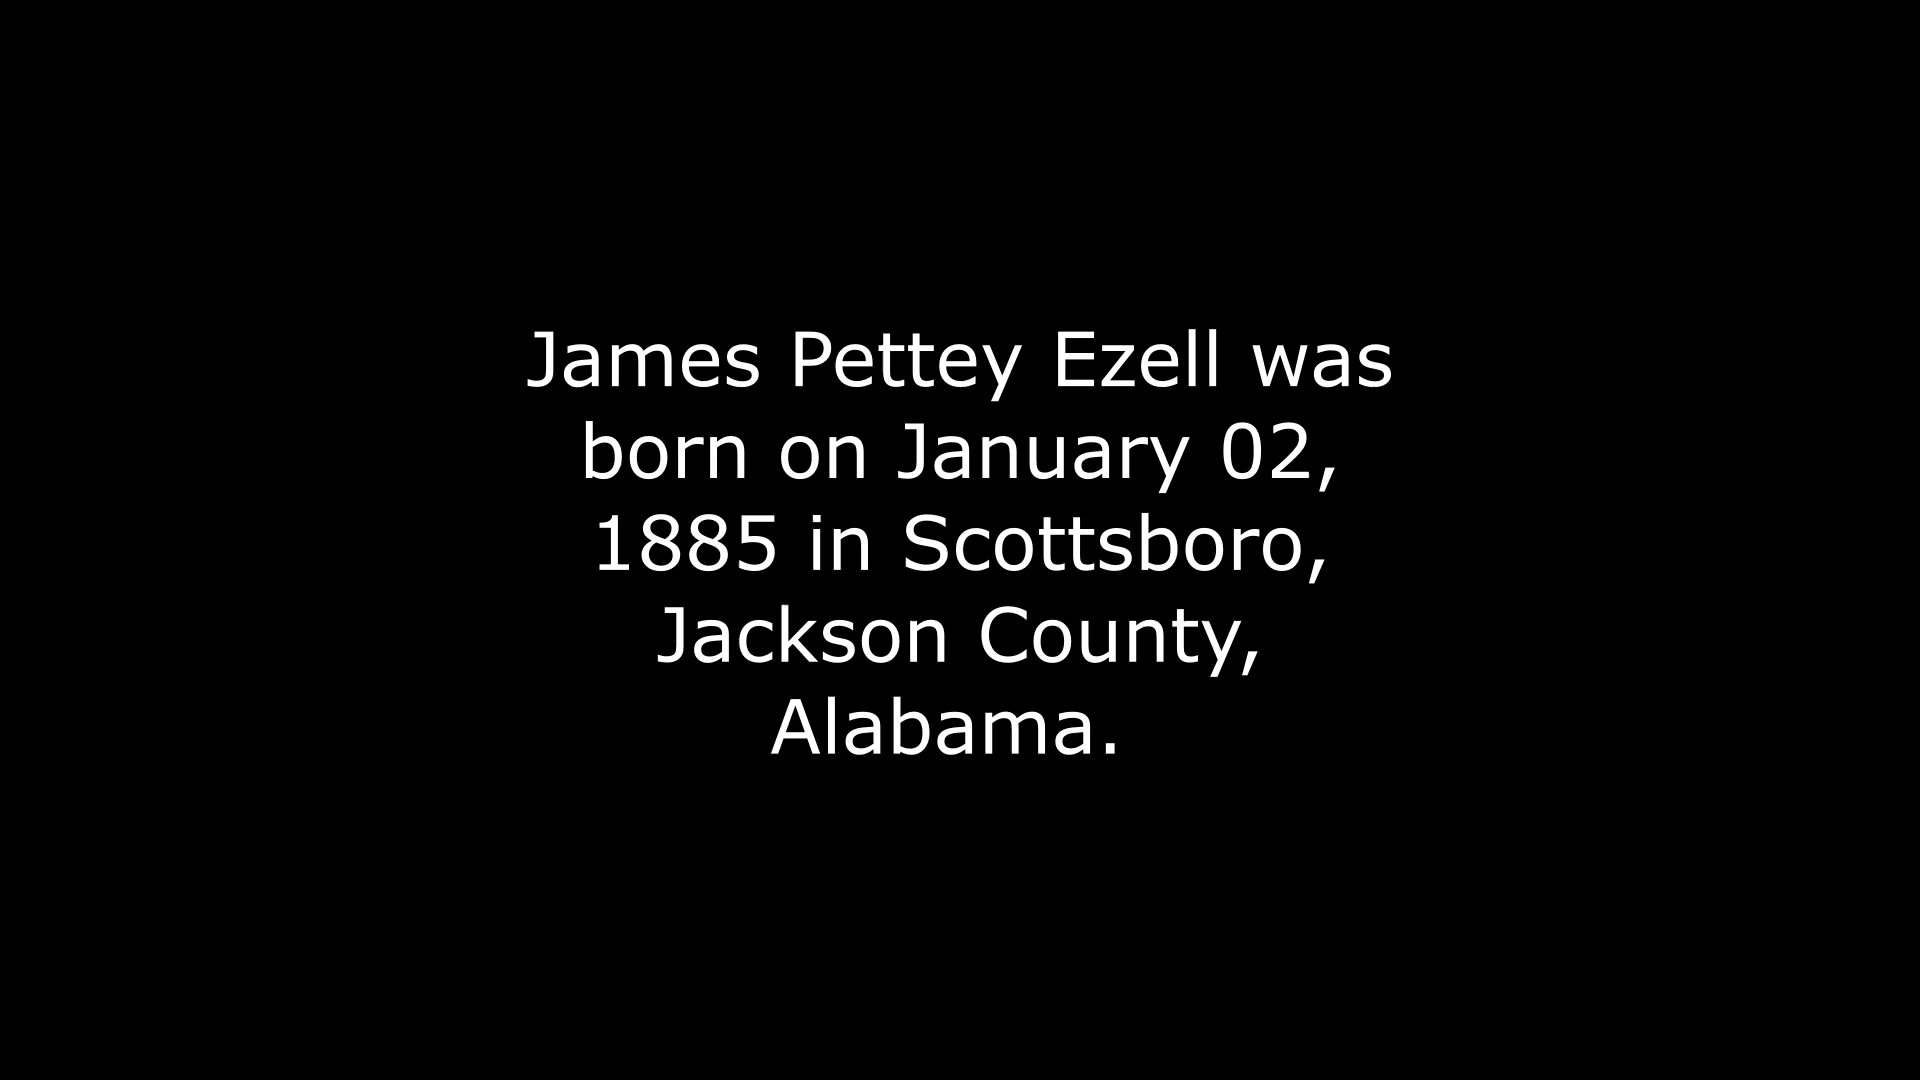 James Pettey Ezell was
born on January 02,
1885 in Scottsboro,
Jackson County,
Alabama.